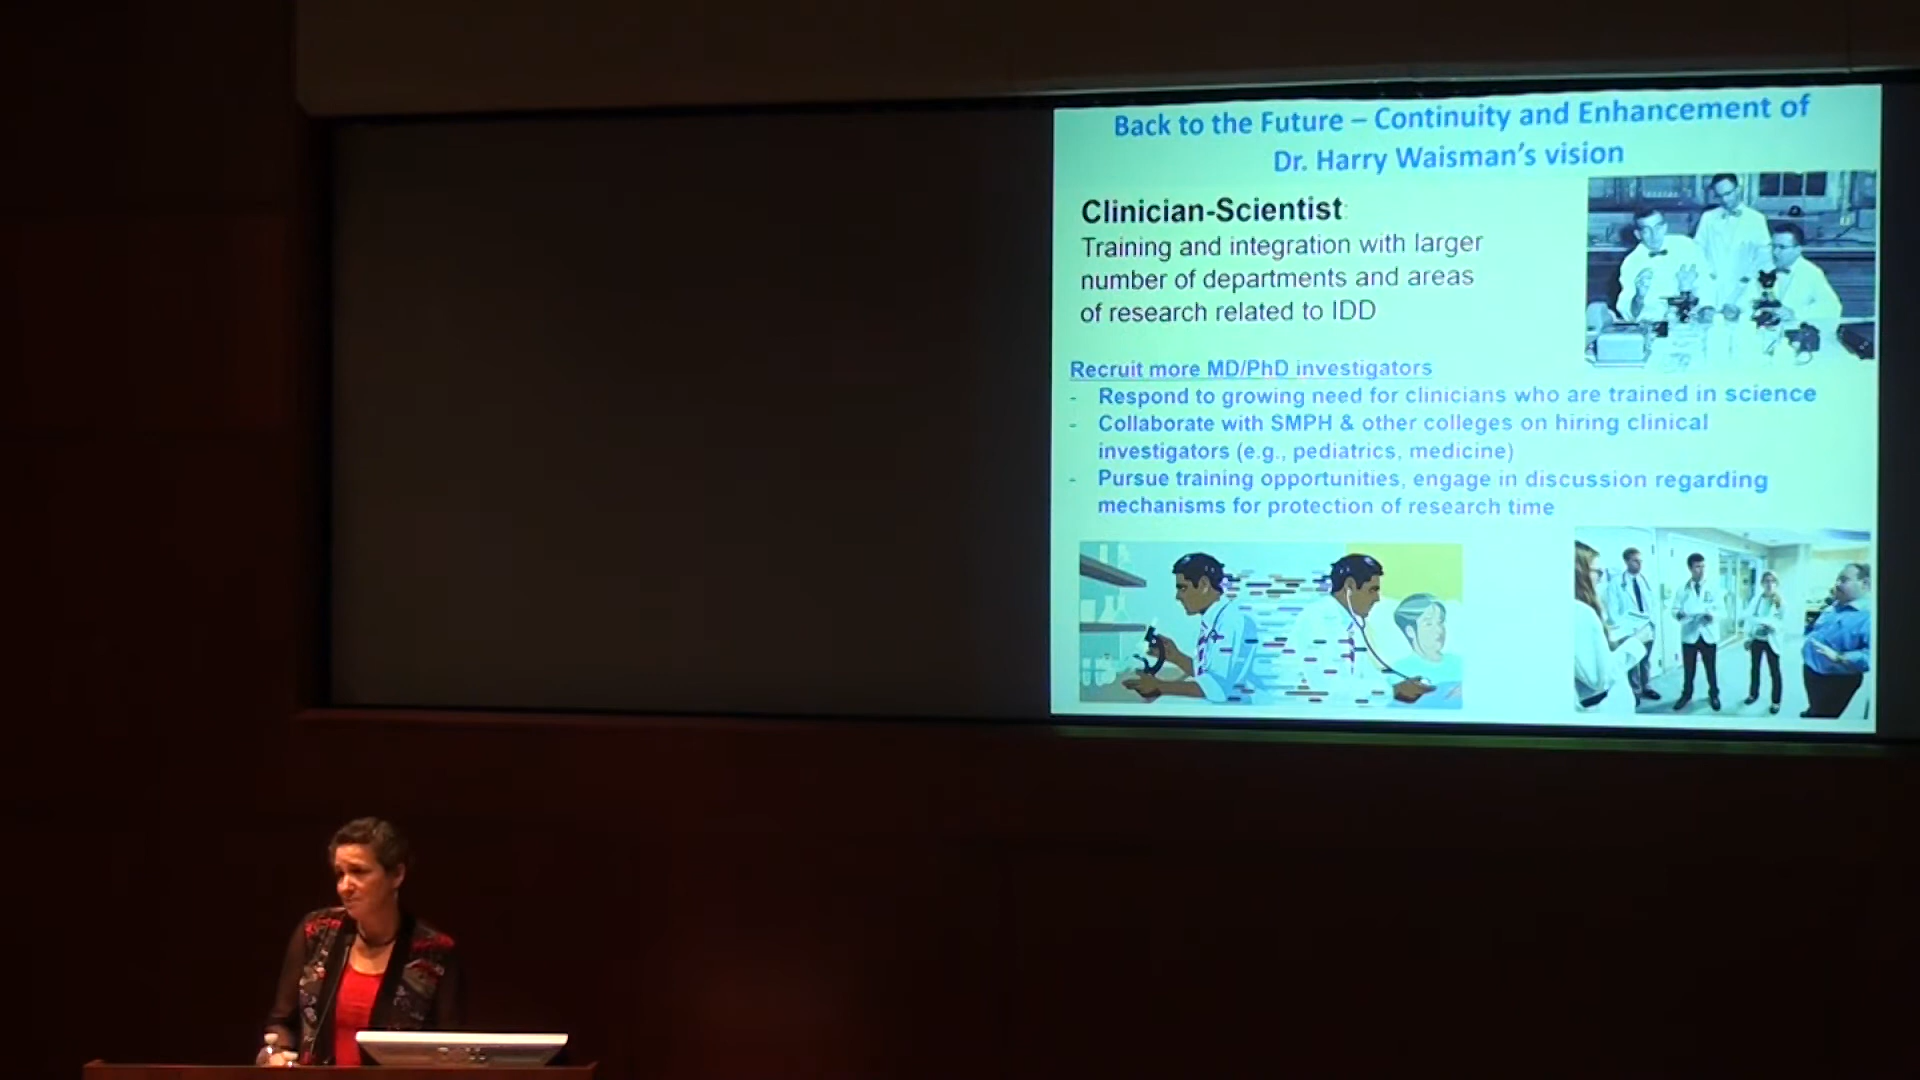 Back to the Future – Continuity and Enhancement of
Dr. Harry Waisman's vision
Clinician-Scientist:
Training and integration with larger
number of departments and areas
of research related to IDD
Recruit more MD/PhD investigators
- Respond to growing need for clinicians who are trained in science
- Collaborate with SMPH & other colleges on hiring clinical
investigators (e.g., pediatrics, medicine)
- Pursue training opportunities, engage in discussion regarding
mechanisms for protection of research time